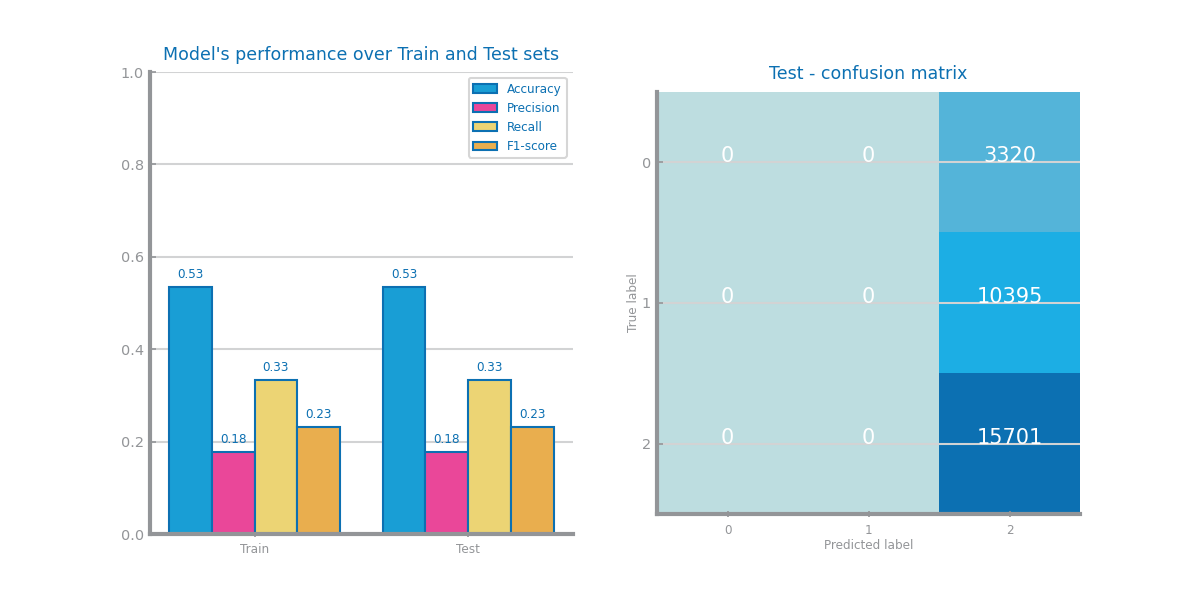 Model's performance over Train and Test sets
1.0
0.8
0.6
0.4
0.2
0.0
Accuracy
Precision
Recall
F1-score
0.53
0.18
0.33
0.23
0.53
0.18
0.33
0.23
Train
Test
Test - confusion matrix
True label
0
1
2
0 0 3320
0 0 10395
0 0 15701
0 1 2
Predicted label